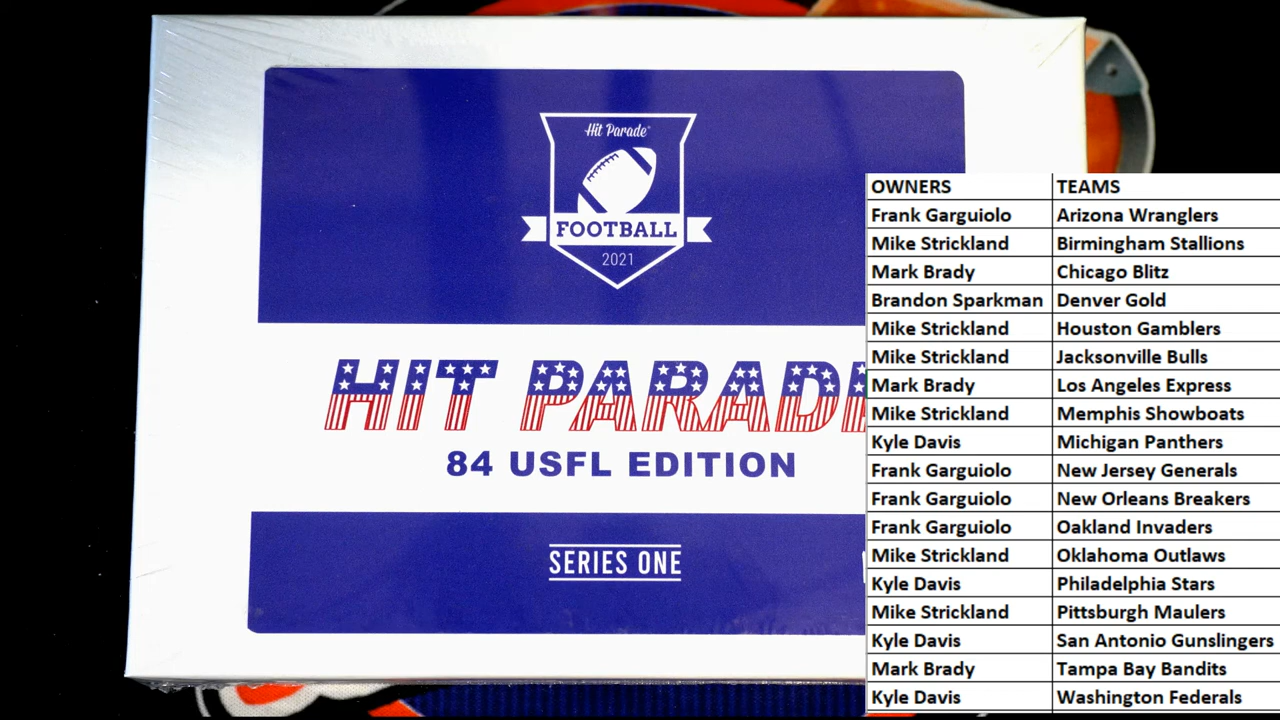 Hit Parade
FOOTBALL
2021
HIT PARADE
84 USFL EDITION
SERIES ONE
OWNERS TEAMS
Frank Garguiolo Arizona Wranglers
Mike Strickland Birmingham Stallions
Mark Brady Chicago Blitz
Brandon Sparkman Denver Gold
Mike Strickland Houston Gamblers
Mike Strickland Jacksonville Bulls
Mark Brady Los Angeles Express
Mike Strickland Memphis Showboats
Kyle Davis Michigan Panthers
Frank Garguiolo New Jersey Generals
Frank Garguiolo New Orleans Breakers
Frank Garguiolo Oakland Invaders
Mike Strickland Oklahoma Outlaws
Kyle Davis Philadelphia Stars
Mike Strickland Pittsburgh Maulers
Kyle Davis San Antonio Gunslingers
Mark Brady Tampa Bay Bandits
Kyle Davis Washington Federals